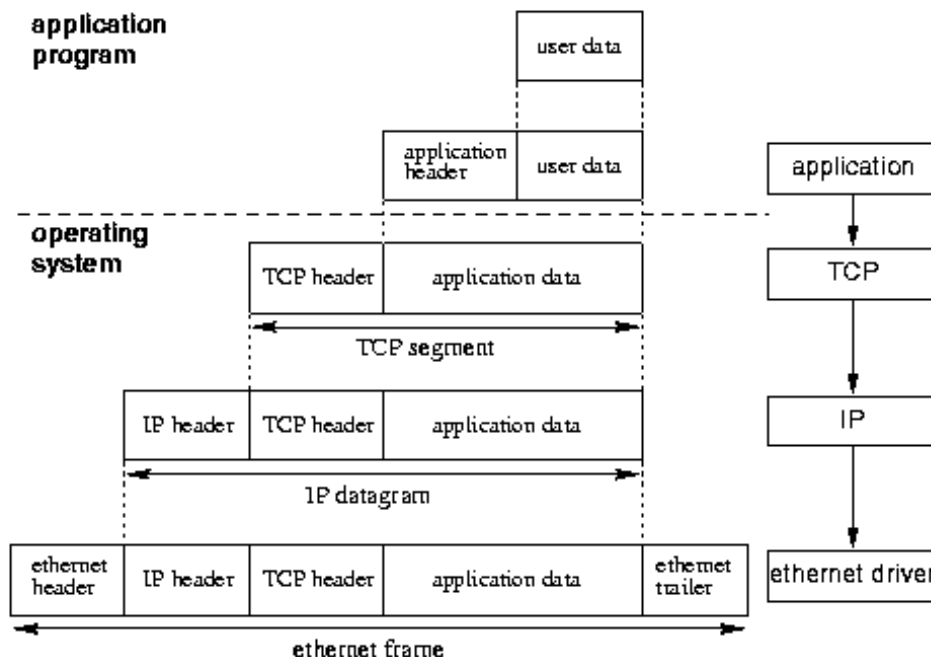 application
program
user data
application
header
user data
application
operating
system
TCP header
application data
TCP
TCP segment
IP header
TCP header
application data
IP
IP datagram
ethernet
header
IP header
TCP header
application data
ethernet
trailer
ethernet driver
ethernet frame